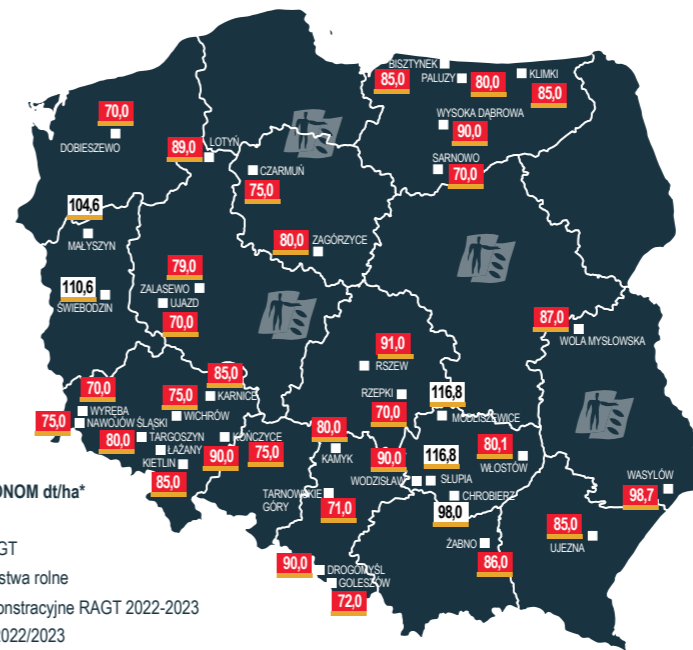 BISZTYNEK
85,0
PALUZY
80,0
KLIMKI
85,0
70,0
DOBIESZEWO
WYSOKA DĄBROWA
90,0
89,0
LOTYŃ
CZARMUŃ
75,0
SARNOWO
70,0
104,6
MAŁYSZYN
80,0
ZAGÓRZYCE
79,0
ZALASEWO
110,6
ŚWIEBODZIN
UJAZD
70,0
87,0
WOLA MYSŁOWSKA
91,0
RSZEW
85,0
KARNICE
70,0
WYRĘBA
75,0
WICHRÓW
RZEPKI
70,0
116,8
MODLISZEWICE
75,0
NAWOJÓW ŚLĄSKI
80,0
TARGOSZYN
KOŃCZYCE
90,0
75,0
80,0
KAMYK
ŁAŻANY
KIETLIN
85,0
90,0
WODZISŁAW
116,8
SŁUPIA
80,1
WŁOSTÓW
CHROBIERZ
98,0
WASYLÓW
98,7
TARNOWSKIE
GÓRY
71,0
ONOM dt/ha*
85,0
UJEZNA
ŻABNO
86,0
GT
90,0
DROGOMYŚL
GOLESZÓW
72,0
stwa rolne
onstracyjne RAGT 2022-2023
2022/2023